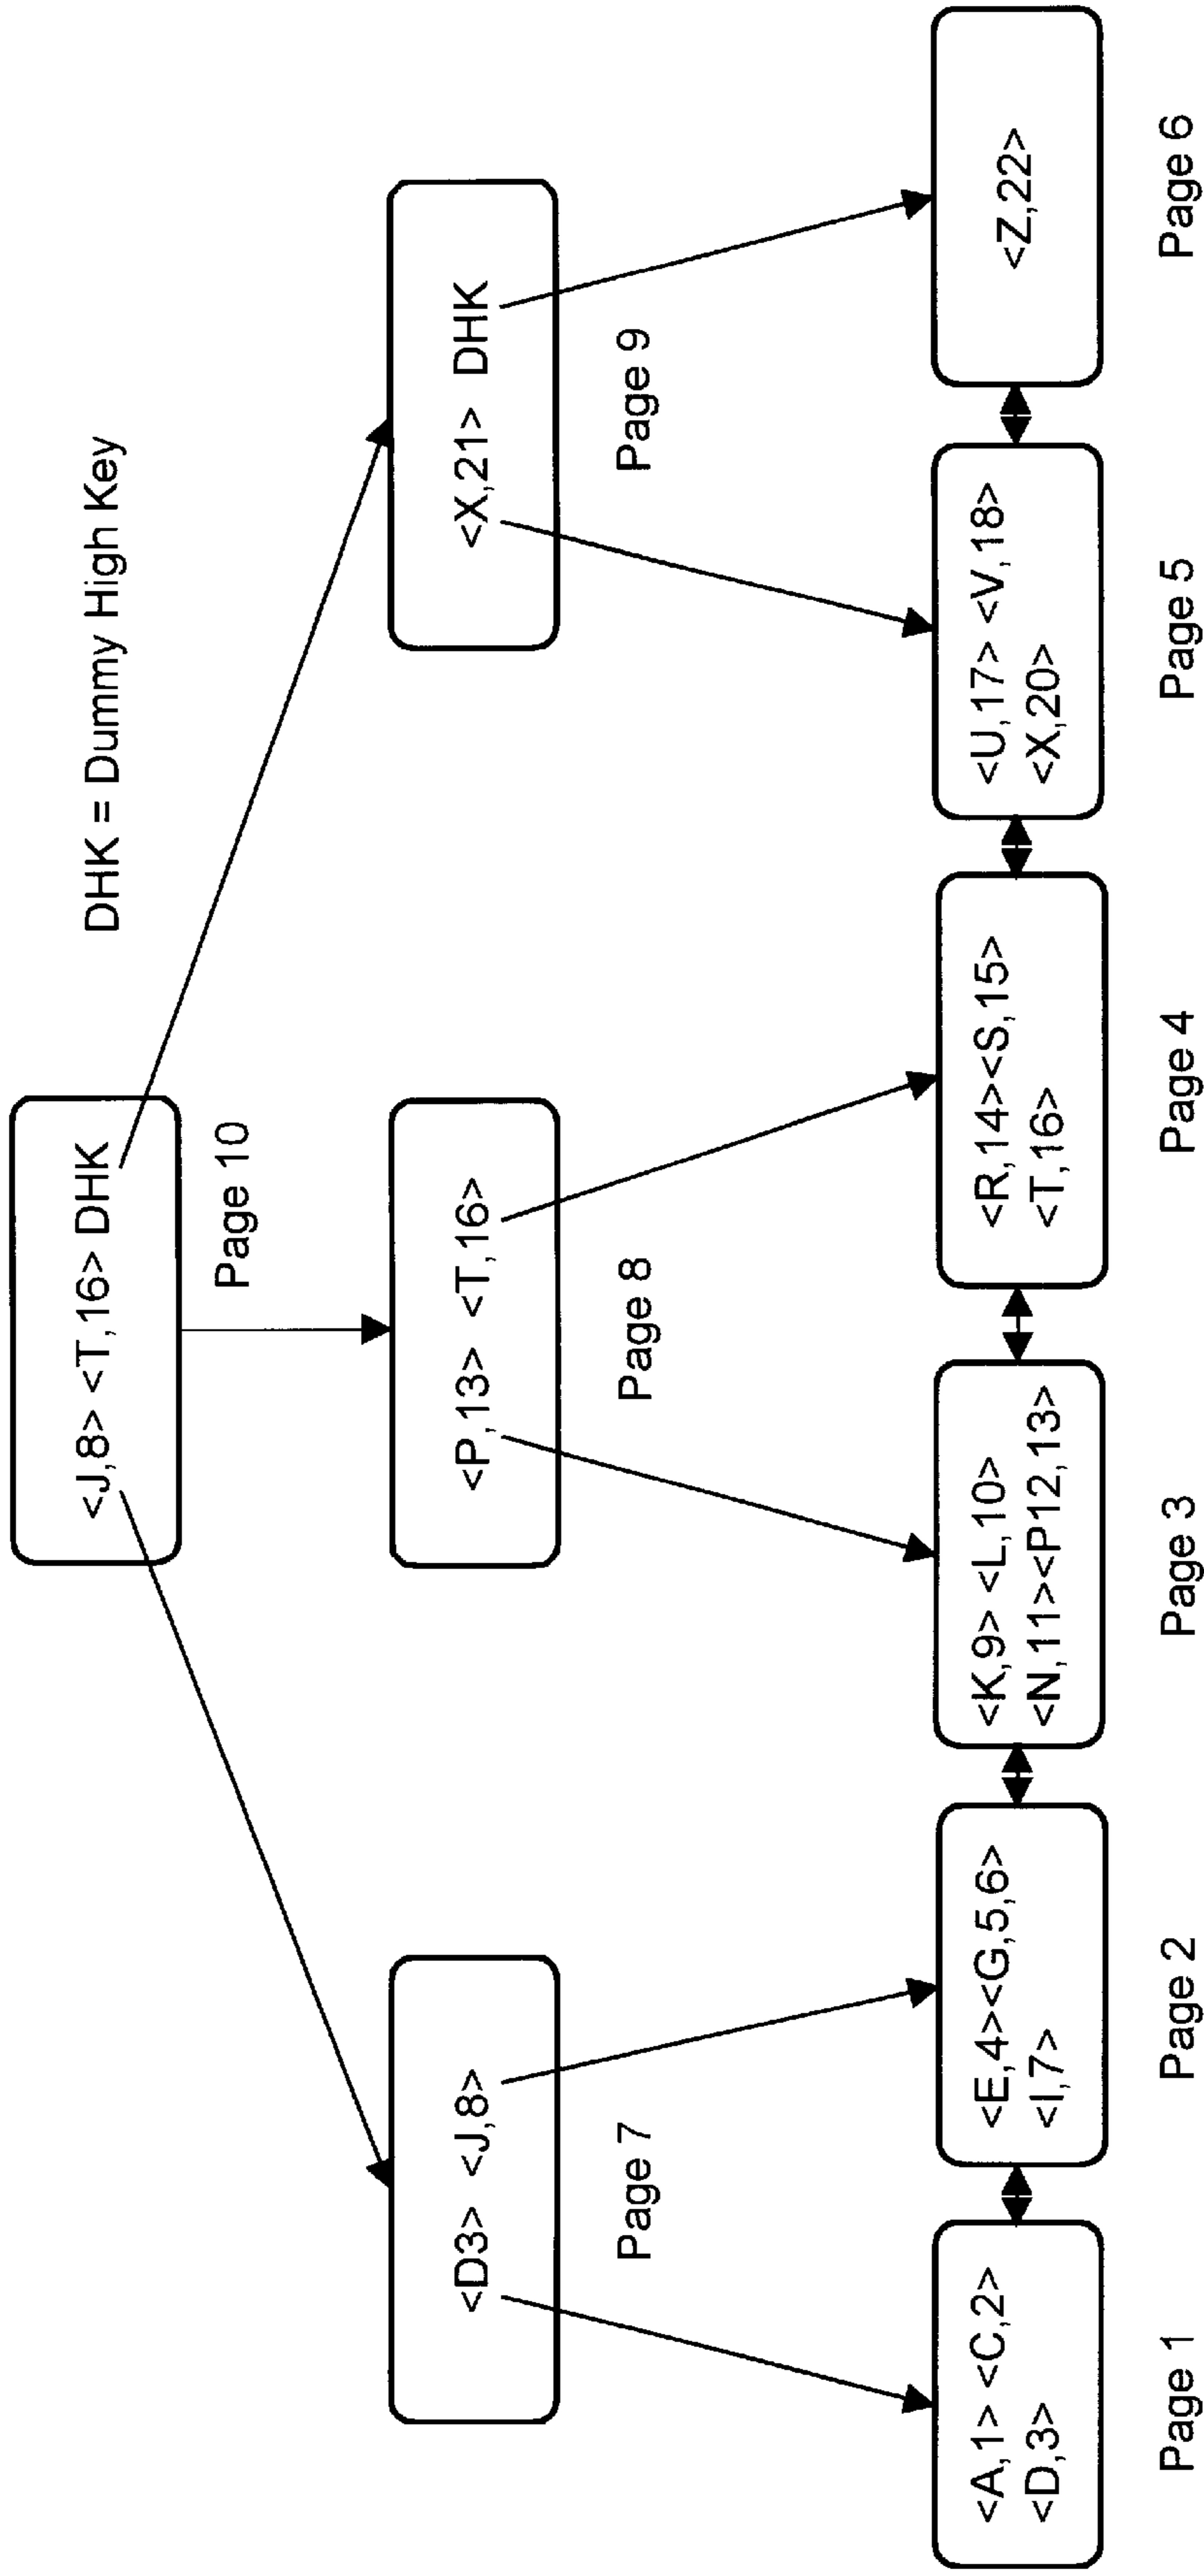 DHK = Dummy High Key
<J,8> <T,16> DHK
Page 10
<D3> <J,8>
Page 7
<P,13> <T,16>
Page 8
<X,21> DHK
Page 9
<A,1> <C,2>
<D,3>
Page 1
<E,4><G,5,6>
<I,7>
Page 2
<K,9> <L,10>
<N,11><P12,13>
Page 3
<R,14><S,15>
<T,16>
Page 4
<U,17> <V,18>
<X,20>
Page 5
<Z,22>
Page 6